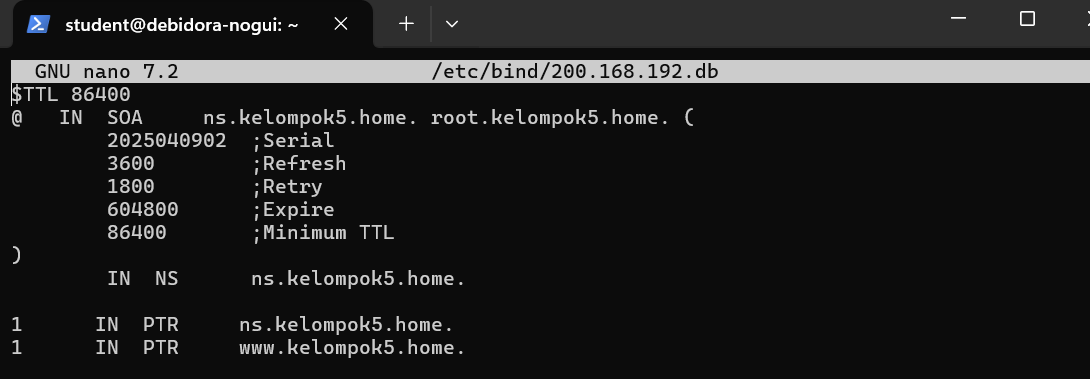 student@debidora-nogui: ~
GNU nano 7.2 /etc/bind/200.168.192.db
$TTL 86400
@ IN SOA ns.kelompok5.home. root.kelompok5.home. (
2025040902 ;Serial
3600 ;Refresh
1800 ;Retry
604800 ;Expire
86400 ;Minimum TTL
)
IN NS ns.kelompok5.home.
1 IN PTR ns.kelompok5.home.
1 IN PTR www.kelompok5.home.